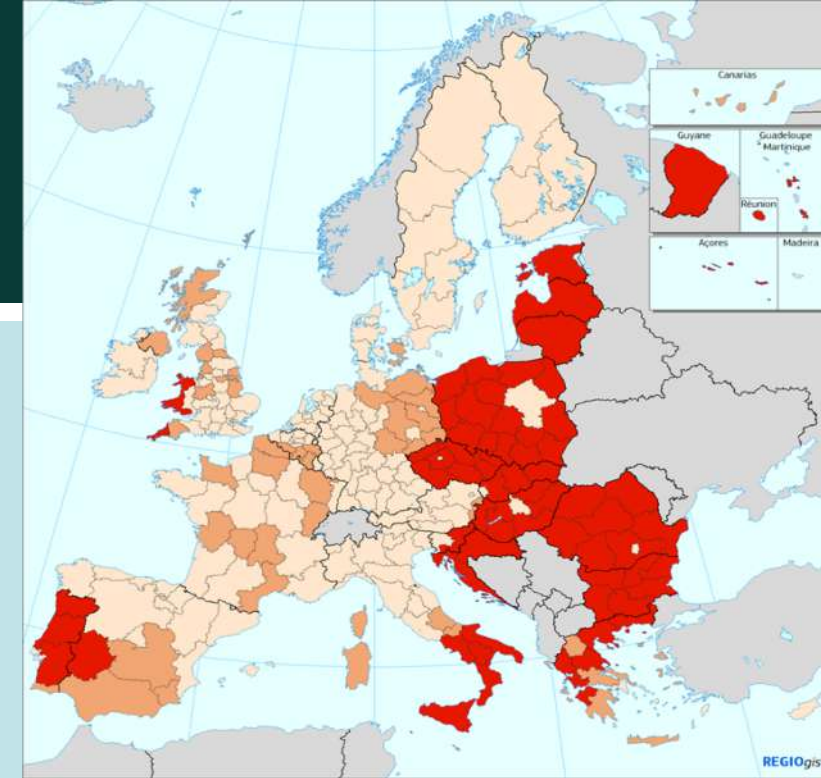 Canarias
Guyane
Guadeloupe
Martinique
Réunion
Açores
Madeira
REGIOgis